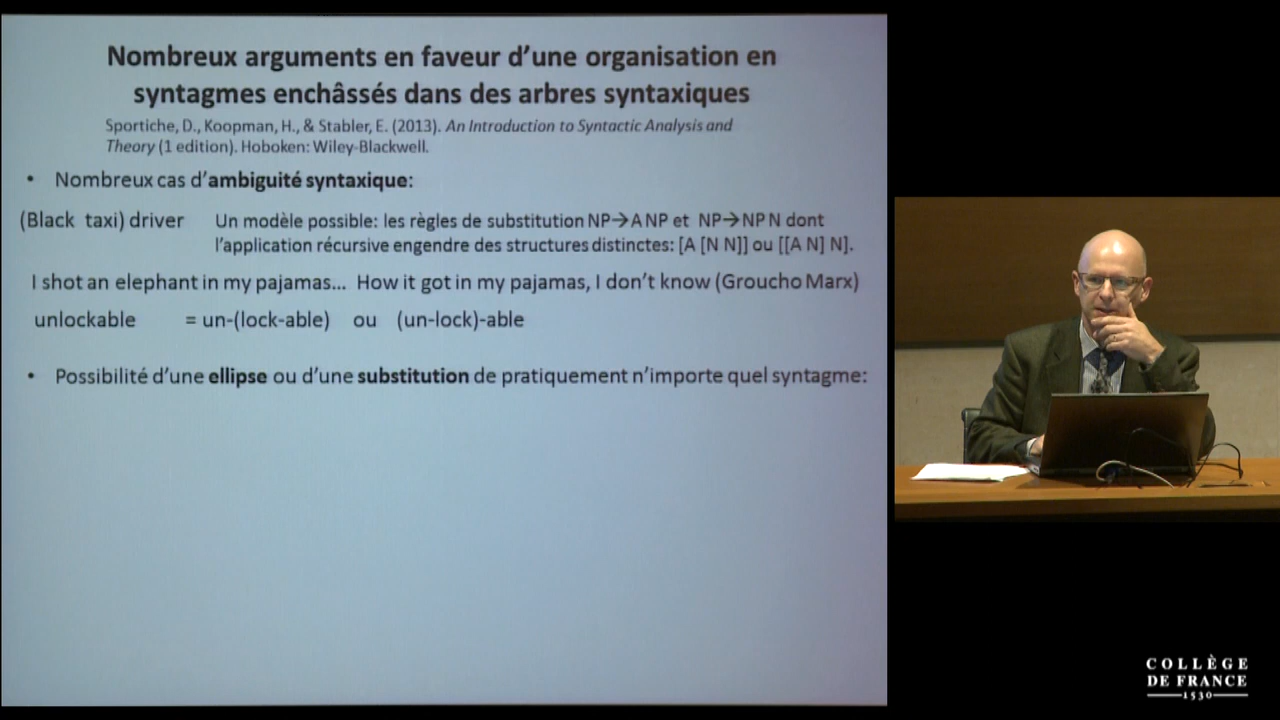 Nombreux arguments en faveur d'une organisation en
syntagmes enchâssés dans des arbres syntaxiques
Sportiche, D., Koopman, H., & Stabler, E. (2013). An Introduction to Syntactic Analysis and
Theory (1 edition). Hoboken: Wiley-Blackwell.
• Nombreux cas d'ambiguité syntaxique:
(Black taxi) driver
Un modèle possible: les règles de substitution NP→A NP et NP→NP N dont
l'application récursive engendre des structures distinctes: [A [N N]] ou [[A N] N].
I shot an elephant in my pajamas... How it got in my pajamas, I don't know (Groucho Marx)
unlockable = un-(lock-able) ou (un-lock)-able
• Possibilité d'une ellipse ou d'une substitution de pratiquement n'importe quel syntagme:
COLLÈGE
DE FRANCE
1530